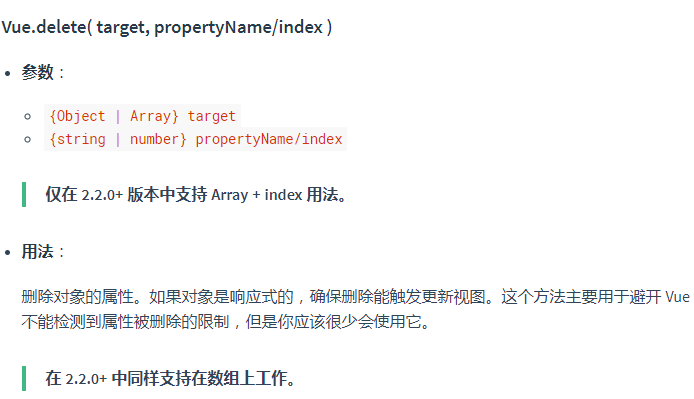 Vue.delete( target, propertyName/index )
参数：
{Object | Array} target
{string | number} propertyName/index
仅在 2.2.0+ 版本中支持 Array + index 用法。
用法：
删除对象的属性。如果对象是响应式的，确保删除能触发更新视图。这个方法主要用于避开 Vue
不能检测到属性被删除的限制，但是你应该很少会使用它。
在 2.2.0+ 中同样支持在数组上工作。